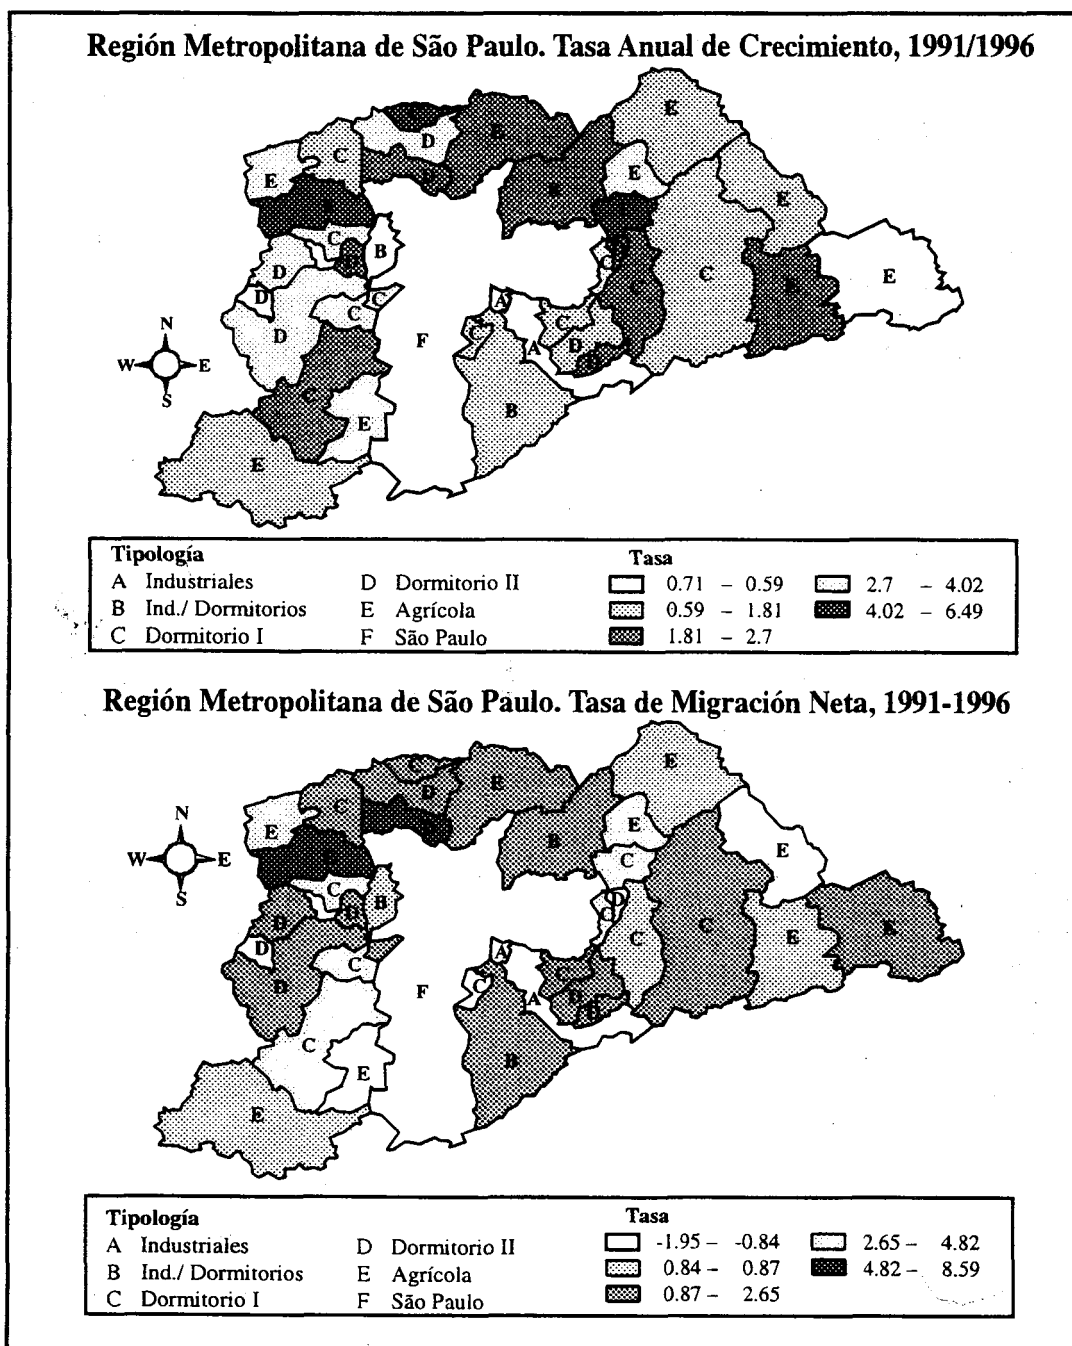 Región Metropolitana de São Paulo. Tasa Anual de Crecimiento, 1991/1996
E
C
D
E
E
E
B
E
E
C
B
C
D
C
E
E
D
C
C
A
C
D
C
F
C
D
A
D
C
E
B
E
N
W
E
S
Tipología
A Industriales
B Ind./ Dormitorios
C Dormitorio I
D Dormitorio II
E Agrícola
F São Paulo
Tasa
0.71 – 0.59
0.59 – 1.81
1.81 – 2.7
2.7 – 4.02
4.02 – 6.49
Región Metropolitana de São Paulo. Tasa de Migración Neta, 1991-1996
C
E
D
E
C
E
E
B
C
E
C
B
D
C
D
D
C
C
E
E
D
A
C
C
C
D
F
D
A
C
E
B
E
N
W
E
S
Tipología
A Industriales
B Ind./ Dormitorios
C Dormitorio I
D Dormitorio II
E Agrícola
F São Paulo
Tasa
-1.95 – -0.84
0.84 – 0.87
0.87 – 2.65
2.65 – 4.82
4.82 – 8.59